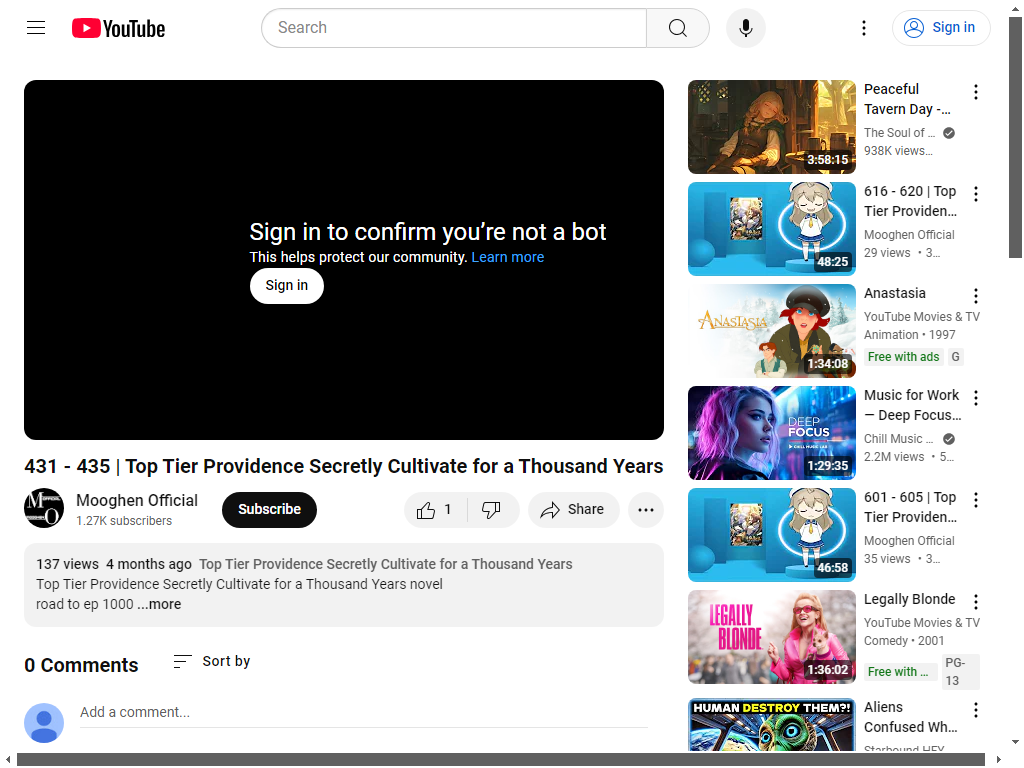 YouTube
Search
Sign in
Sign in to confirm you’re not a bot
This helps protect our community. Learn more
Sign in
431 - 435 | Top Tier Providence Secretly Cultivate for a Thousand Years
Mooghen Official
1.27K subscribers
Subscribe
1
Share
137 views 4 months ago Top Tier Providence Secretly Cultivate for a Thousand Years
Top Tier Providence Secretly Cultivate for a Thousand Years novel
road to ep 1000 ...more
0 Comments
Sort by
Add a comment...
3:58:15
Peaceful
Tavern Day -...
The Soul of ...
938K views...
48:25
616 - 620 | Top
Tier Providen...
Mooghen Official
29 views • 3...
ANASTASIA
1:34:08
Anastasia
YouTube Movies & TV
Animation • 1997
Free with ads G
DEEP
FOCUS
CHILL MUSIC LAB
1:29:35
Music for Work
— Deep Focus...
Chill Music ...
2.2M views • 5...
46:58
601 - 605 | Top
Tier Providen...
Mooghen Official
35 views • 3...
LEGALLY
BLONDE
1:36:02
Legally Blonde
YouTube Movies & TV
Comedy • 2001
Free with ...
PG-
13
HUMAN DESTROY THEM?!
Aliens
Confused Wh...
Starbound HFY